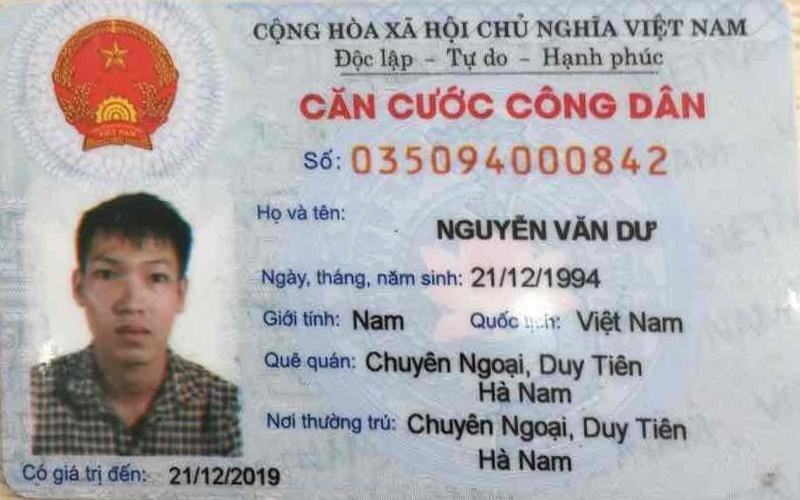 CỘNG HÒA XÃ HỘI CHỦ NGHĨA VIỆT NAM
Độc lập - Tự do - Hạnh phúc
CĂN CƯỚC CÔNG DÂN
Số: 035094000842
Họ và tên: NGUYỄN VĂN DƯ
Ngày, tháng, năm sinh: 21/12/1994
Giới tính: Nam Quốc tịch: Việt Nam
Quê quán: Chuyên Ngoại, Duy Tiên
Hà Nam
Nơi thường trú: Chuyên Ngoại, Duy Tiên
Hà Nam
Có giá trị đến: 21/12/2019
VIỆT NAM